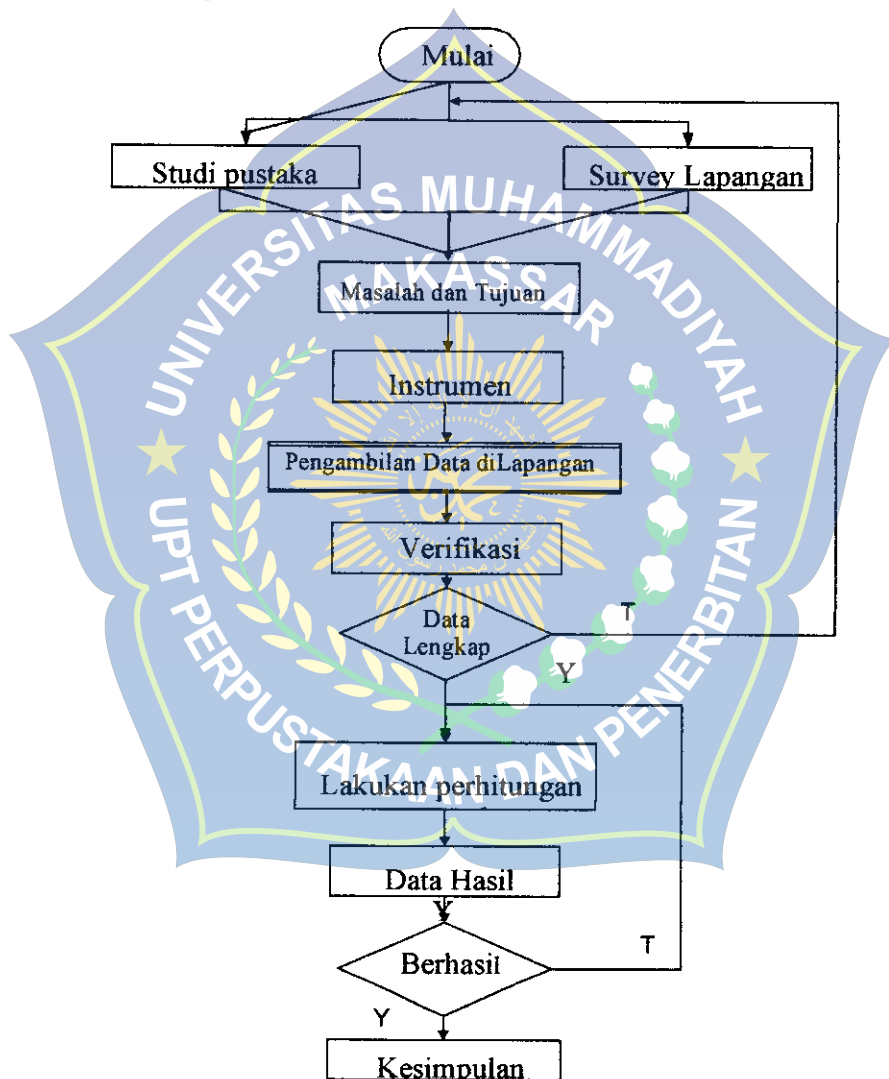 Mulai
Studi pustaka
Survey Lapangan
UNIVERSITAS MUHAMMADIYAH
MAKASSAR
Masalah dan Tujuan
Instrumen
Pengambilan Data diLapangan
Verifikasi
Data
Lengkap
T
Y
UPT PERPUSTAKAAN DAN PENERBITAN
Lakukan perhitungan
Data Hasil
Y
Berhasil
T
Y
Kesimpulan